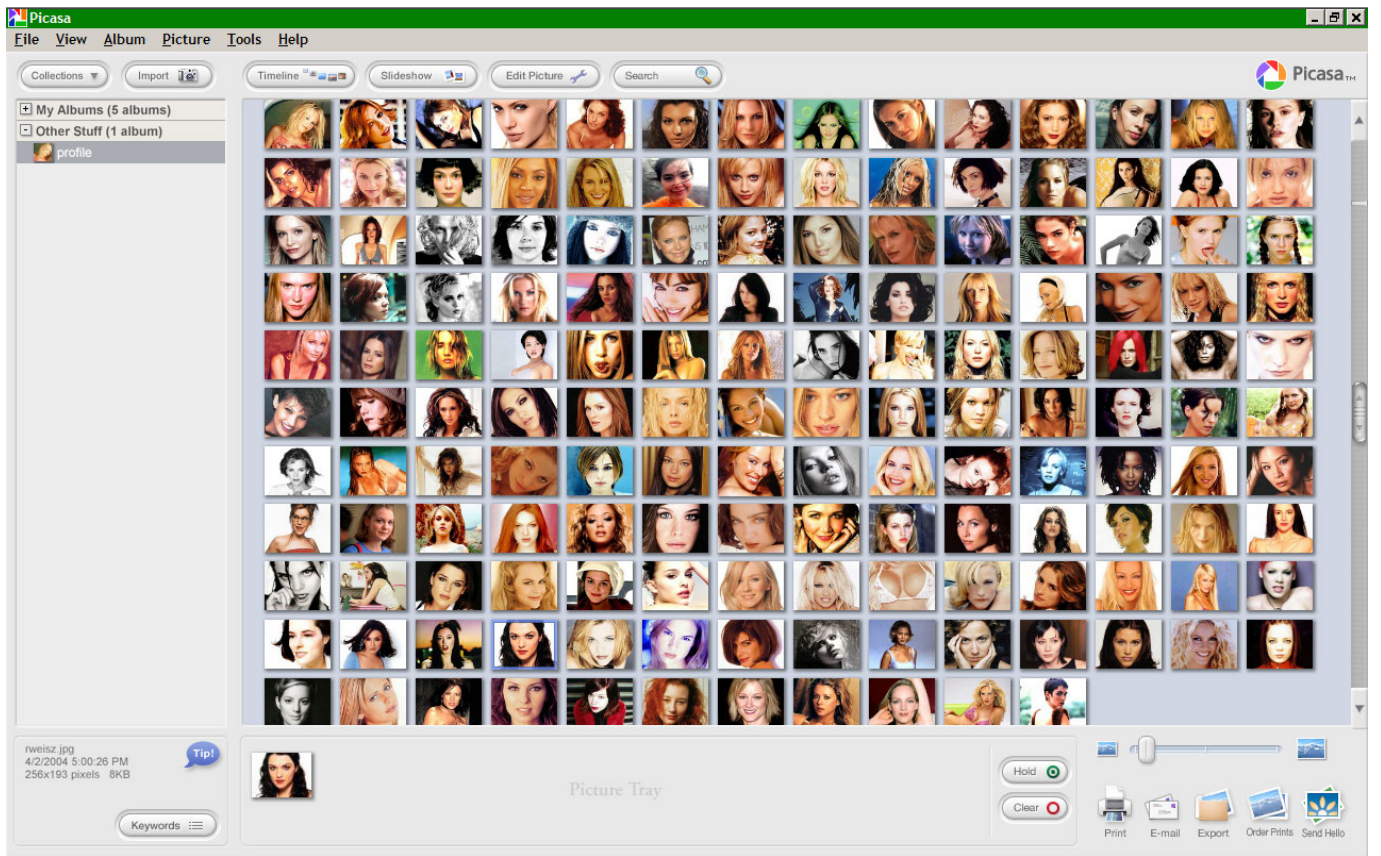 Picasa
File View Album Picture Tools Help
Collections Import Timeline Slideshow Edit Picture Search Picasa TM
My Albums (5 albums)
Other Stuff (1 album)
profile
rweisz.jpg
4/2/2004 5:00:26 PM
256x193 pixels 8KB
Tip!
Keywords
Picture Tray
Hold
Clear
Print E-mail Export Order Prints Send Hello